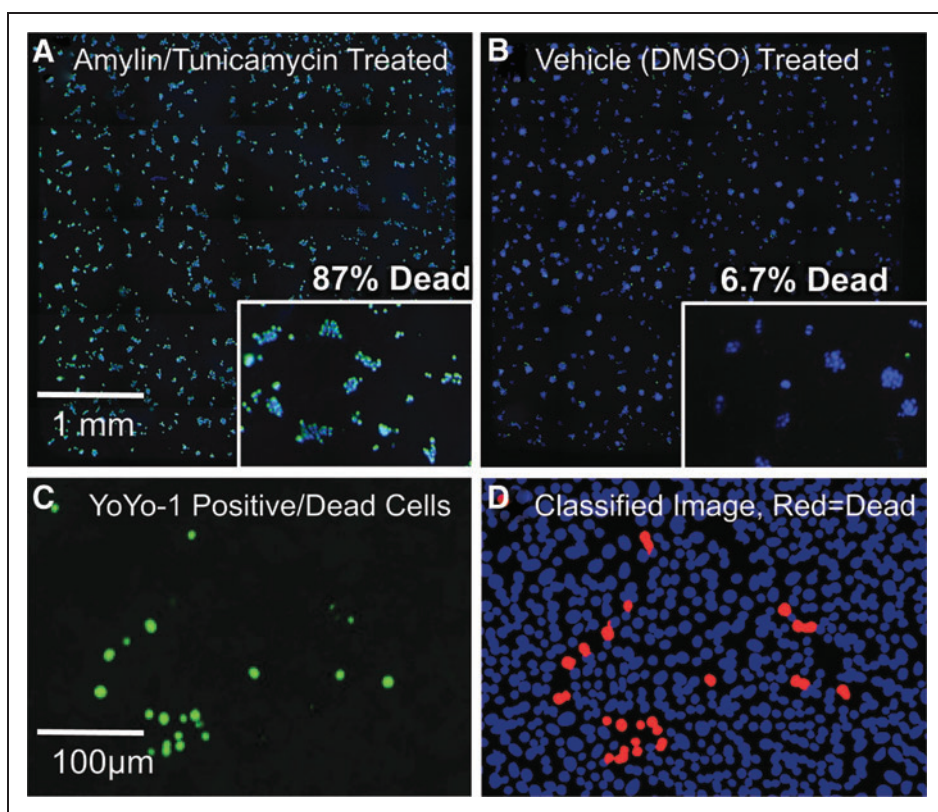 A Amylin/Tunicamycin Treated
87% Dead
1 mm
B Vehicle (DMSO) Treated
6.7% Dead
C YoYo-1 Positive/Dead Cells
100µm
D Classified Image, Red=Dead